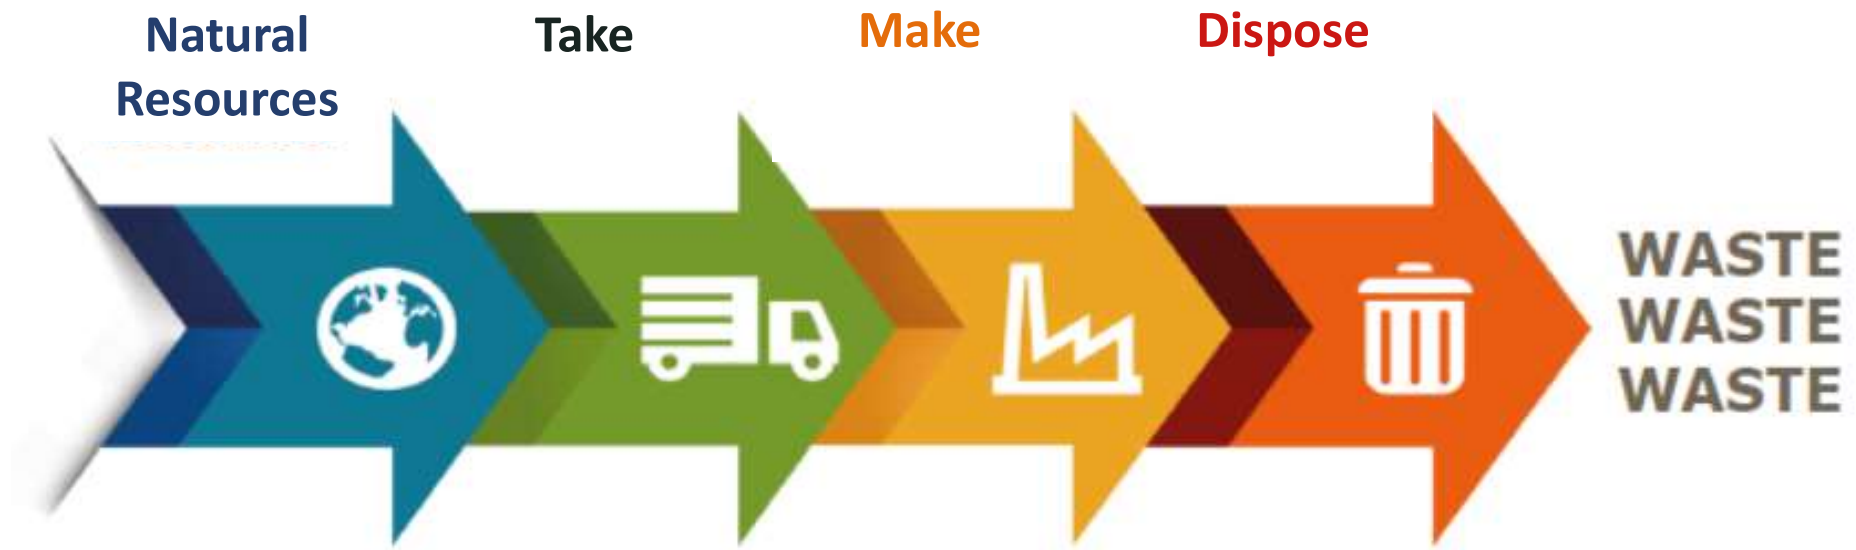 Natural
Resources
Take
Make
Dispose
WASTE
WASTE
WASTE